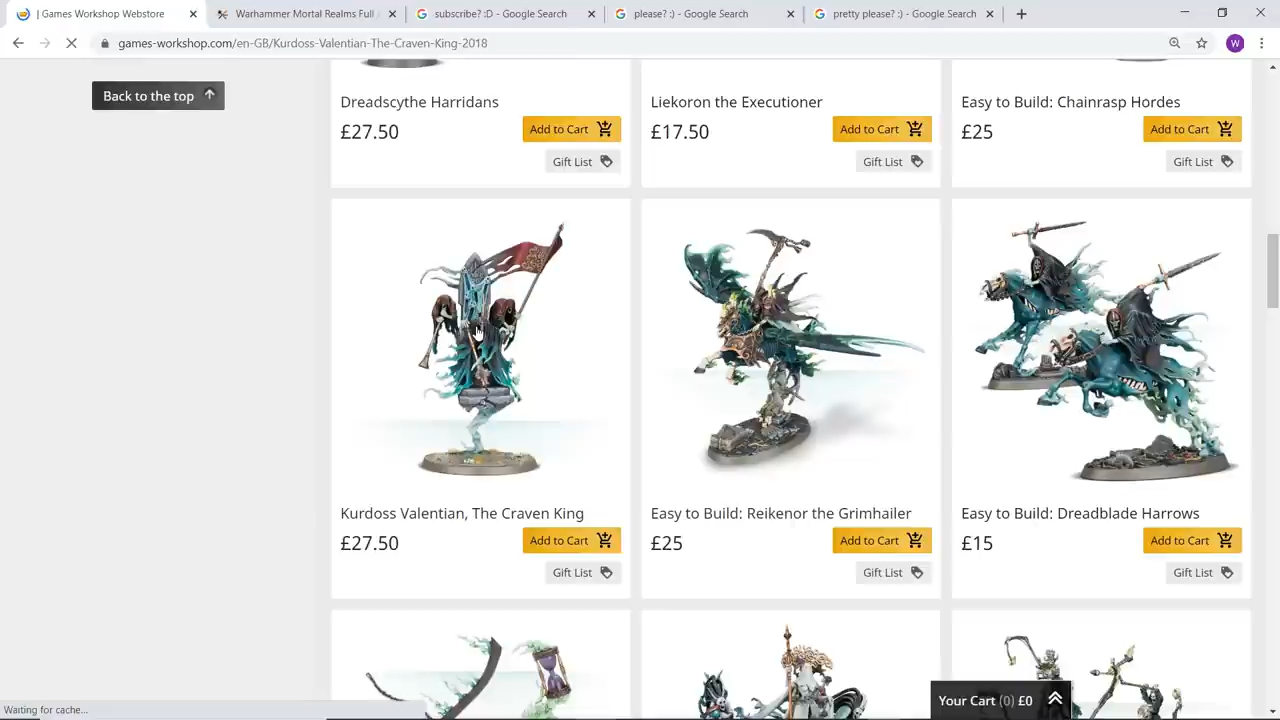 | Games Workshop Webstore
Warhammer Mortal Realms Full
subscribe? :D - Google Search
please? :) - Google Search
pretty please? :) - Google Search
games-workshop.com/en-GB/Kurdoss-Valentian-The-Craven-King-2018
W
Back to the top
Dreadscythe Harridans
£27.50
Add to Cart
Gift List
Liekoron the Executioner
£17.50
Add to Cart
Gift List
Easy to Build: Chainrasp Hordes
£25
Add to Cart
Gift List
Kurdoss Valentian, The Craven King
£27.50
Add to Cart
Gift List
Easy to Build: Reikenor the Grimhailer
£25
Add to Cart
Gift List
Easy to Build: Dreadblade Harrows
£15
Add to Cart
Gift List
Your Cart (0) £0
Waiting for cache...